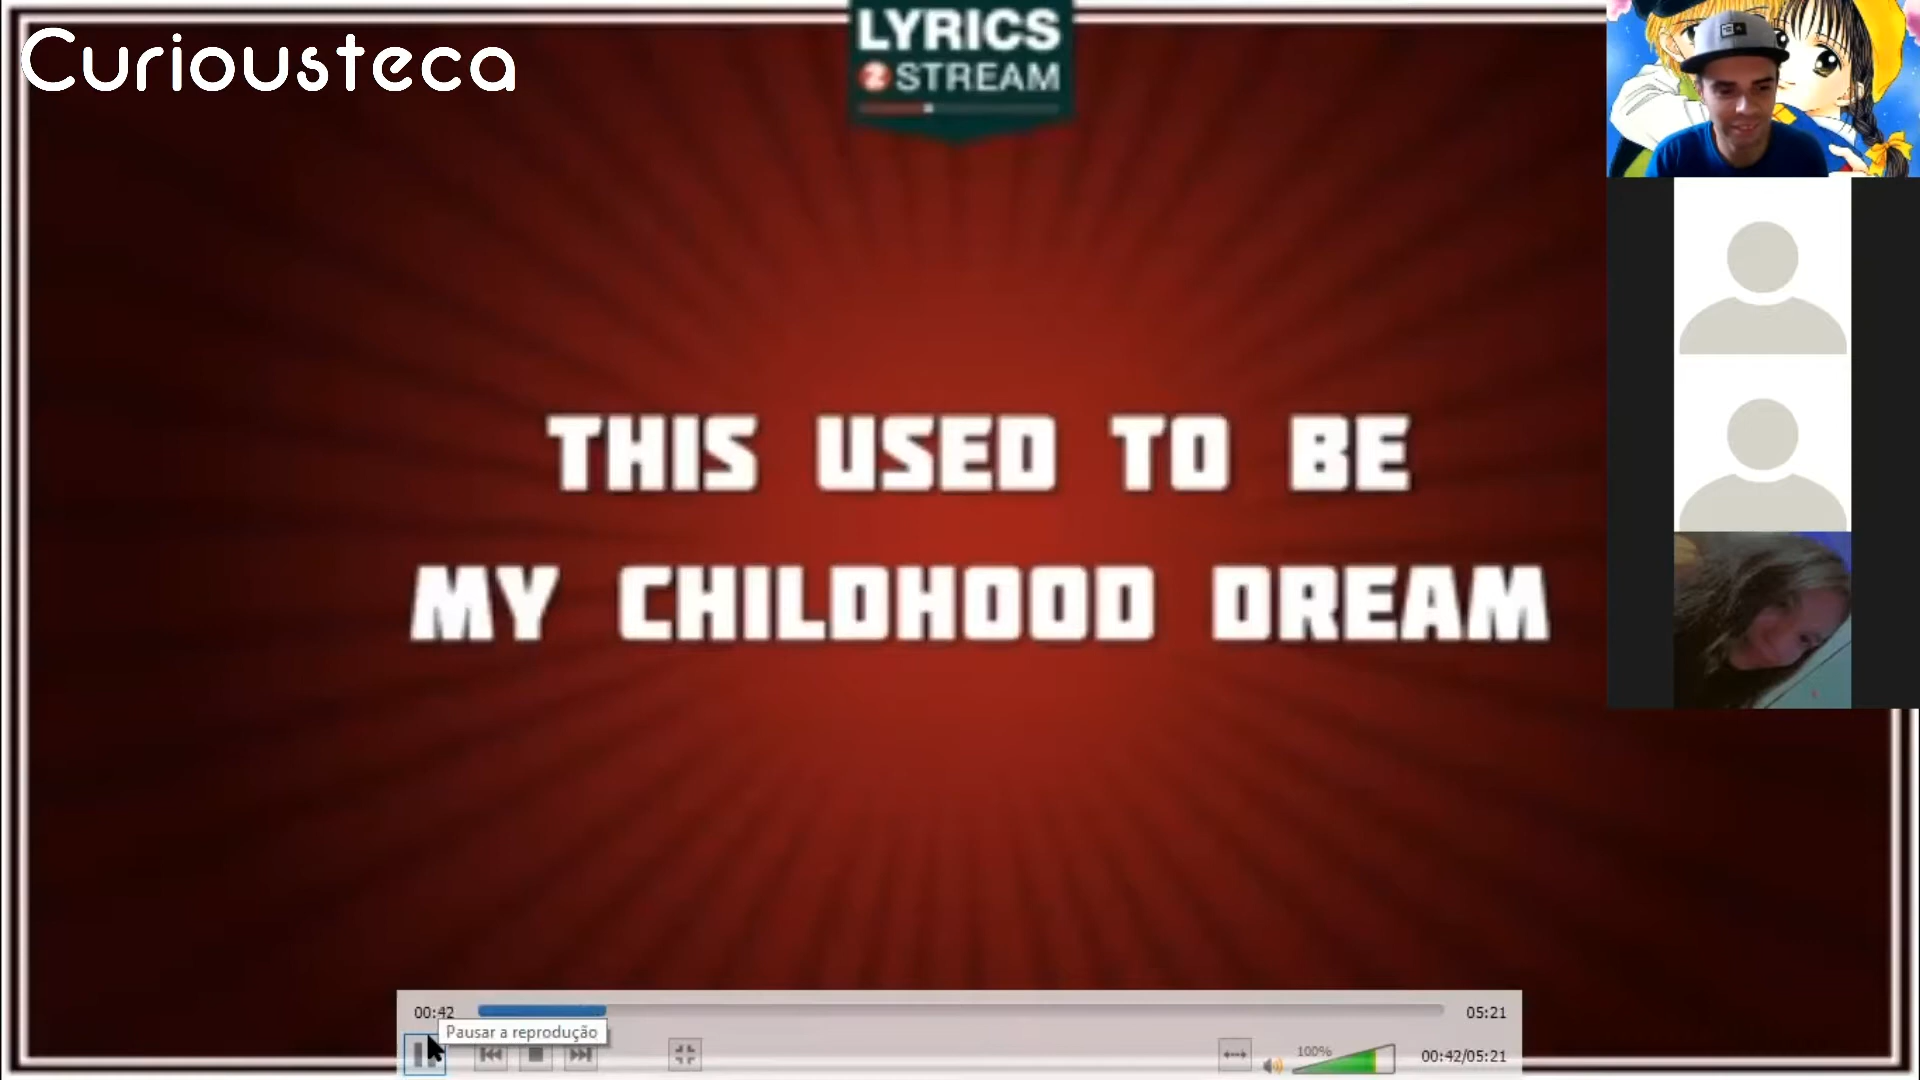 Curiousteca
LYRICS
2 STREAM
THIS USED TO BE
MY CHILDHOOD DREAM
00:42
05:21
Pausar a reprodução
100%
00:42/05:21